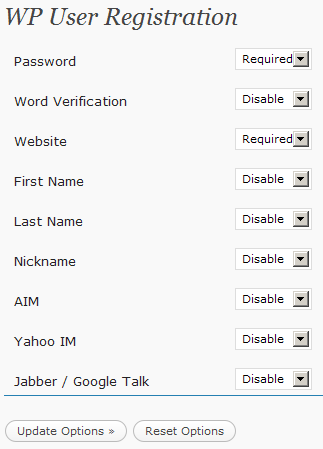 WP User Registration
Password Required
Word Verification Disable
Website Required
First Name Disable
Last Name Disable
Nickname Disable
AIM Disable
Yahoo IM Disable
Jabber / Google Talk Disable
Update Options » Reset Options